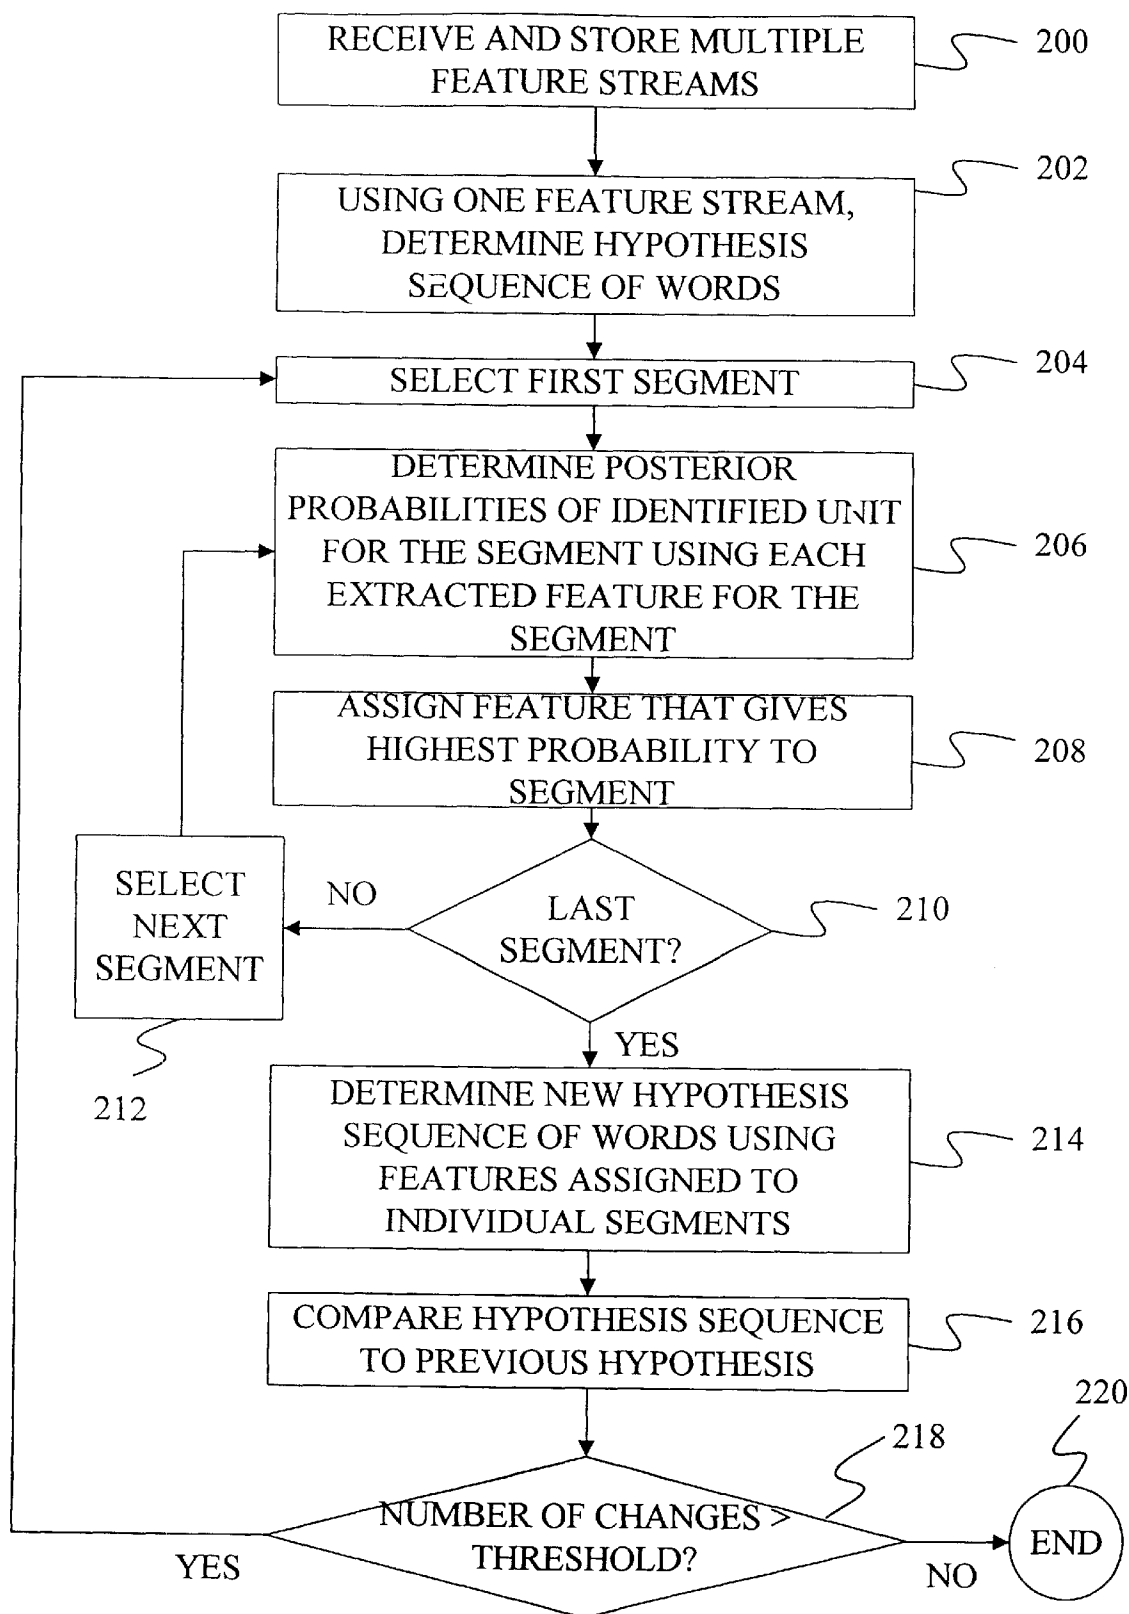 RECEIVE AND STORE MULTIPLE
FEATURE STREAMS
200
USING ONE FEATURE STREAM,
DETERMINE HYPOTHESIS
SEQUENCE OF WORDS
202
SELECT FIRST SEGMENT
204
DETERMINE POSTERIOR
PROBABILITIES OF IDENTIFIED UNIT
FOR THE SEGMENT USING EACH
EXTRACTED FEATURE FOR THE
SEGMENT
206
ASSIGN FEATURE THAT GIVES
HIGHEST PROBABILITY TO
SEGMENT
208
LAST
SEGMENT?
210
NO
SELECT
NEXT
SEGMENT
212
YES
DETERMINE NEW HYPOTHESIS
SEQUENCE OF WORDS USING
FEATURES ASSIGNED TO
INDIVIDUAL SEGMENTS
214
COMPARE HYPOTHESIS SEQUENCE
TO PREVIOUS HYPOTHESIS
216
NUMBER OF CHANGES >
THRESHOLD?
218
YES
NO
END
220